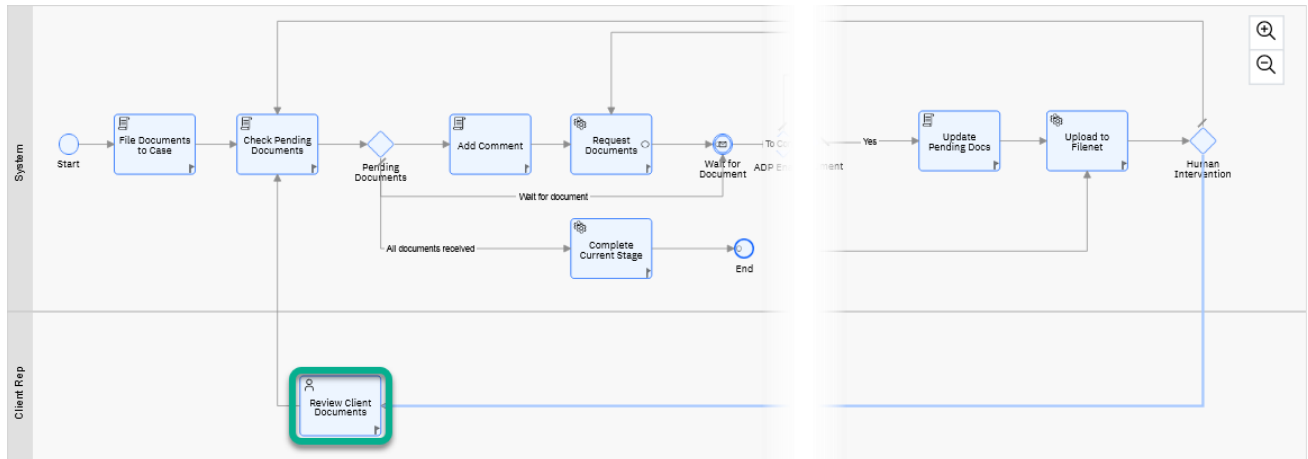 System
Start
File Documents
to Case
Check Pending
Documents
Pending
Documents
Add Comment
Request
Documents
Wait for
Document
To
ADP
Yes
Update
Pending Docs
Upload to
Filenet
Human
Intervention
Wait for document
All documents received
Complete
Current Stage
End
Client Rep
Review Client
Documents